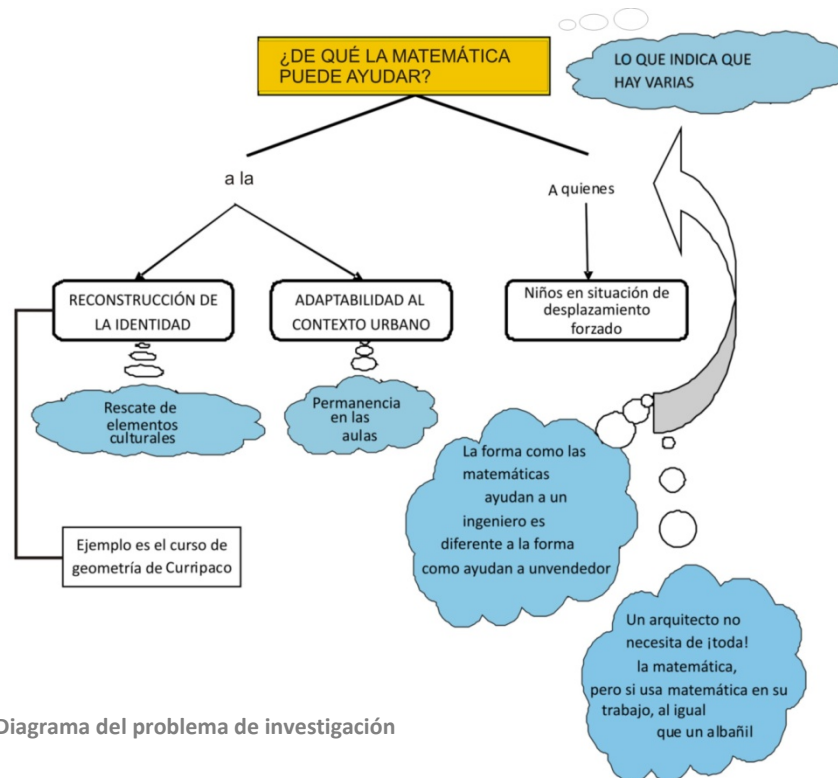 ¿DE QUÉ LA MATEMÁTICA
PUEDE AYUDAR?
LO QUE INDICA QUE
HAY VARIAS
a la
A quienes
RECONSTRUCCIÓN DE
LA IDENTIDAD
ADAPTABILIDAD AL
CONTEXTO URBANO
Niños en situación de
desplazamiento
forzado
Rescate de
elementos
culturales
Permanencia
en las
aulas
La forma como las
matemáticas
ayudan a un
ingeniero es
diferente a la forma
como ayudan a unvendedor
Ejemplo es el curso de
geometría de Curripaco
Un arquitecto no
necesita de ¡toda!
la matemática,
pero si usa matemática en su
trabajo, al igual
que un albañil
Diagrama del problema de investigación